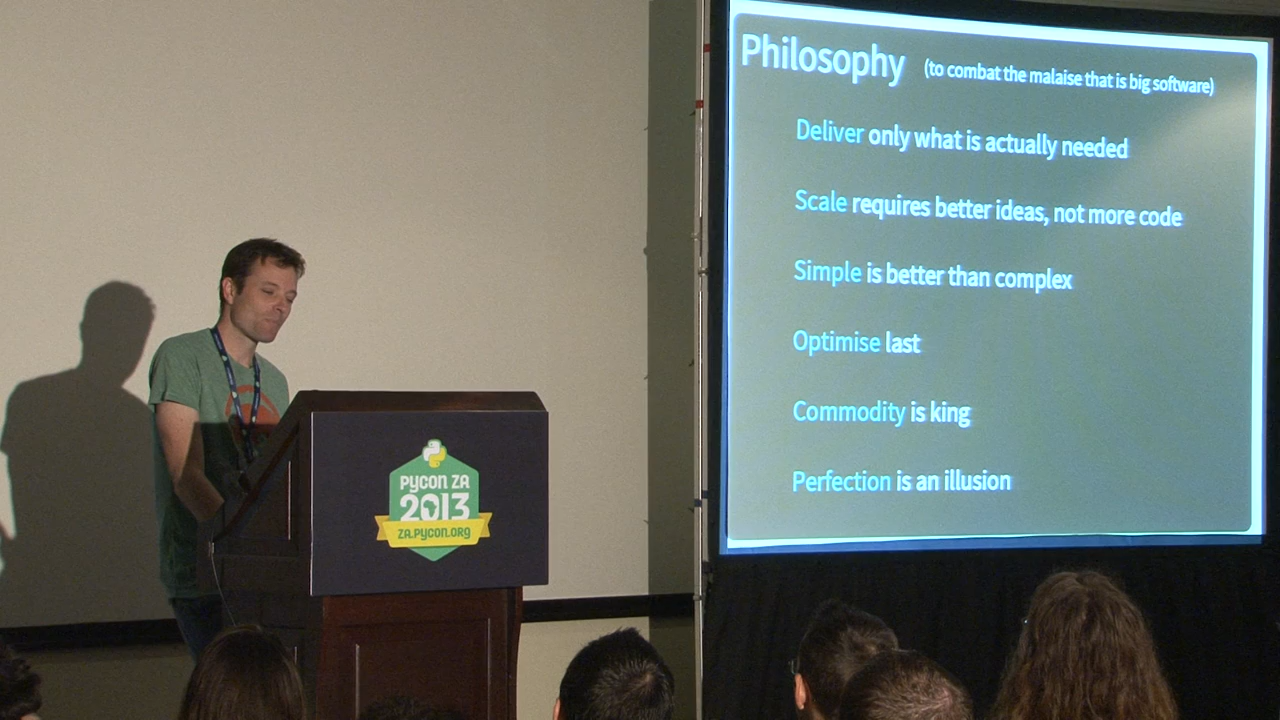 Philosophy (to combat the malaise that is big software)
Deliver only what is actually needed
Scale requires better ideas, not more code
Simple is better than complex
Optimise last
Commodity is king
Perfection is an illusion
PYCON ZA
2013
ZA.PYCON.ORG